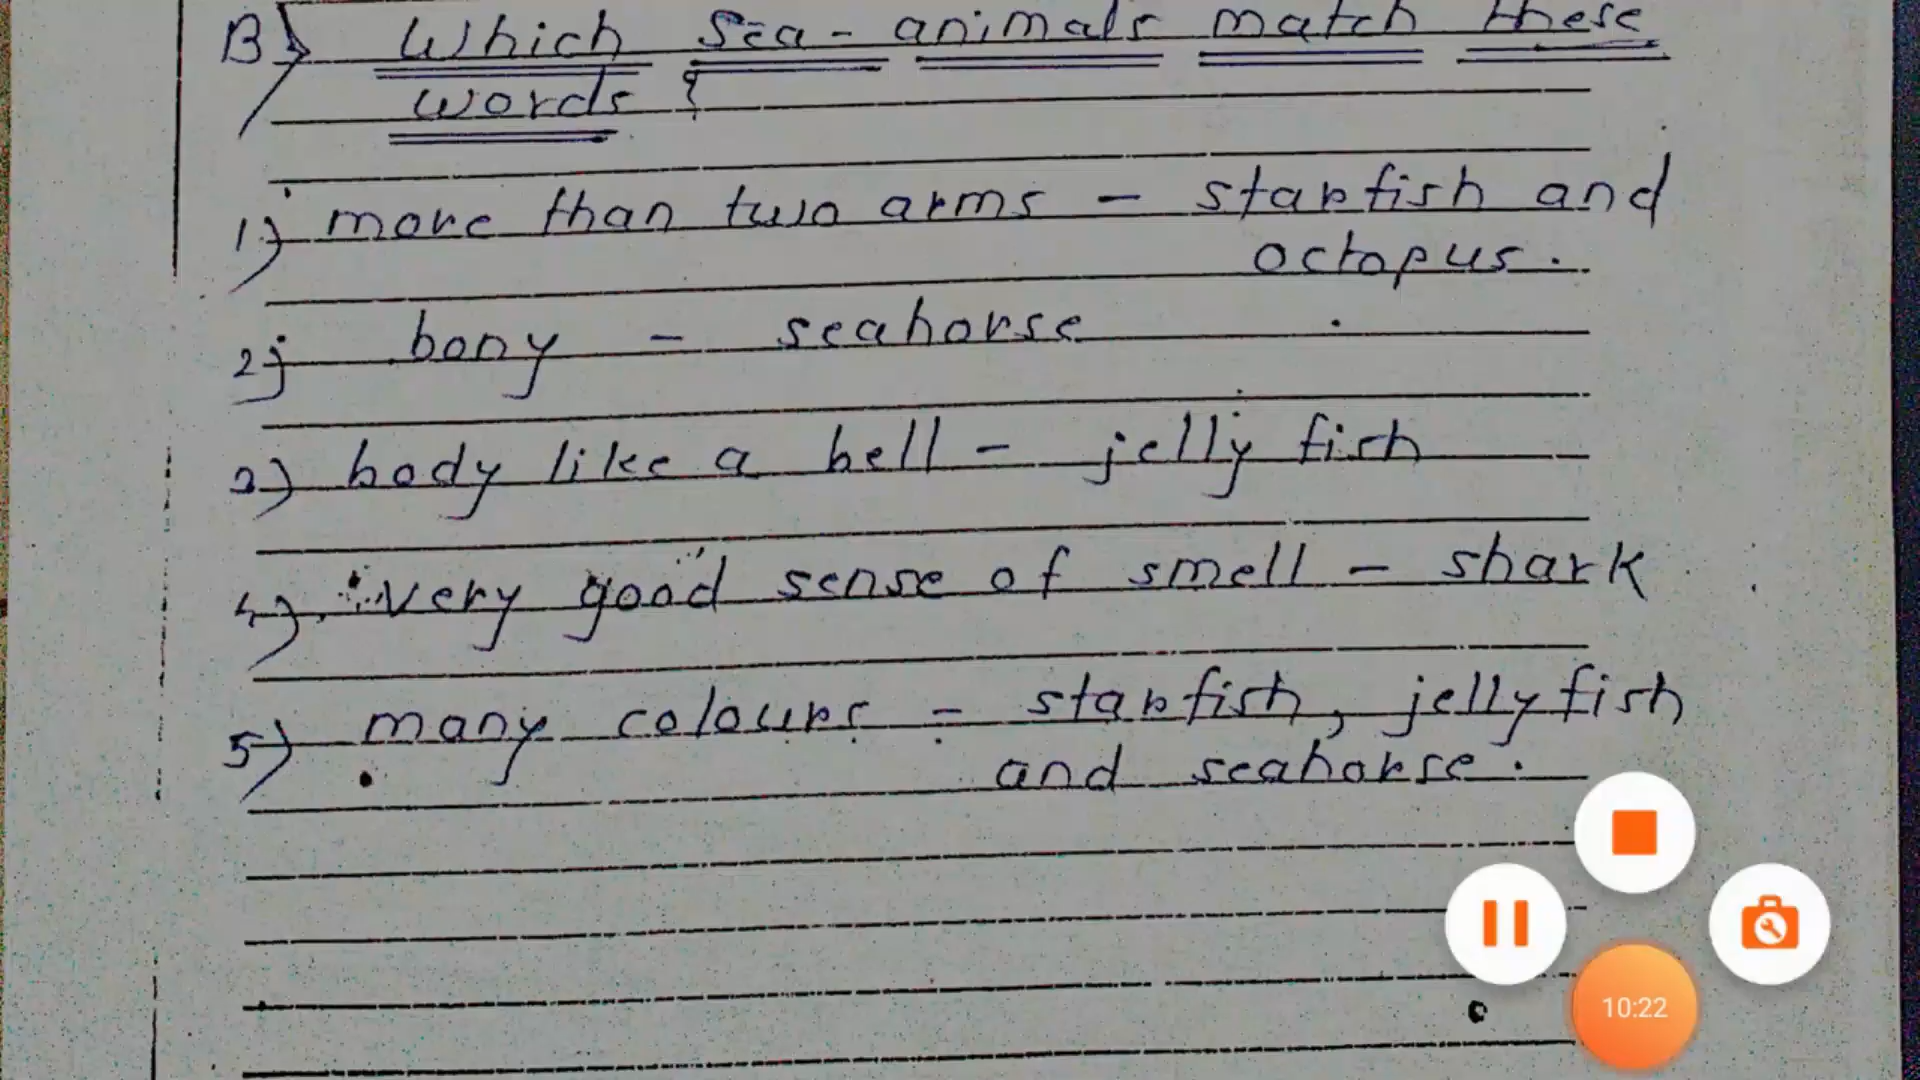 B) Which Sea-animals match these
words ?
1) more than two arms - starfish and
octopus.
2) bony - seahorse
3) body like a bell - jelly fish
4) very good sense of smell - shark
5) many colours - starfish, jellyfish
and seahorse.
10:22